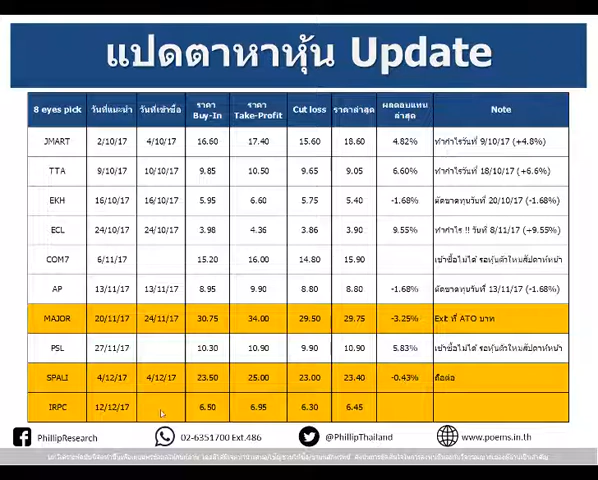 แปดตาหาหุ้น Update
8 eyes pick วันที่แนะนำ วันที่เข้าซื้อ ราคา Buy-In ราคา Take-Profit Cut loss ราคาล่าสุด ผลตอบแทนล่าสุด Note
JMART 2/10/17 4/10/17 16.60 17.40 15.60 18.60 4.82% ทำกำไรวันที่ 9/10/17 (+4.8%)
TTA 9/10/17 10/10/17 9.85 10.50 9.65 9.05 6.60% ทำกำไรวันที่ 18/10/17 (+6.6%)
EKH 16/10/17 16/10/17 5.95 6.60 5.75 5.40 -1.68% ตัดขาดทุนวันที่ 20/10/17 (-1.68%)
ECL 24/10/17 24/10/17 3.98 4.36 3.86 3.90 9.55% ทำกำไร !! วันที่ 8/11/17 (+9.55%)
COM7 6/11/17 15.20 16.00 14.80 15.90 เข้าซื้อไม่ได้ รอหุ้นตัวใหม่สัปดาห์หน้า
AP 13/11/17 13/11/17 8.95 9.90 8.80 8.80 -1.68% ตัดขาดทุนวันที่ 13/11/17 (-1.68%)
MAJOR 20/11/17 24/11/17 30.75 34.00 29.50 29.75 -3.25% Exit ที่ ATO บาท
PSL 27/11/17 10.30 10.90 9.90 10.90 5.83% เข้าซื้อไม่ได้ รอหุ้นตัวใหม่สัปดาห์หน้า
SPALI 4/12/17 4/12/17 23.50 25.00 23.00 23.40 -0.43% ถือต่อ
IRPC 12/12/17 6.50 6.95 6.30 6.45
PhillipResearch 02-6351700 Ext.486 @PhillipThailand www.poems.in.th